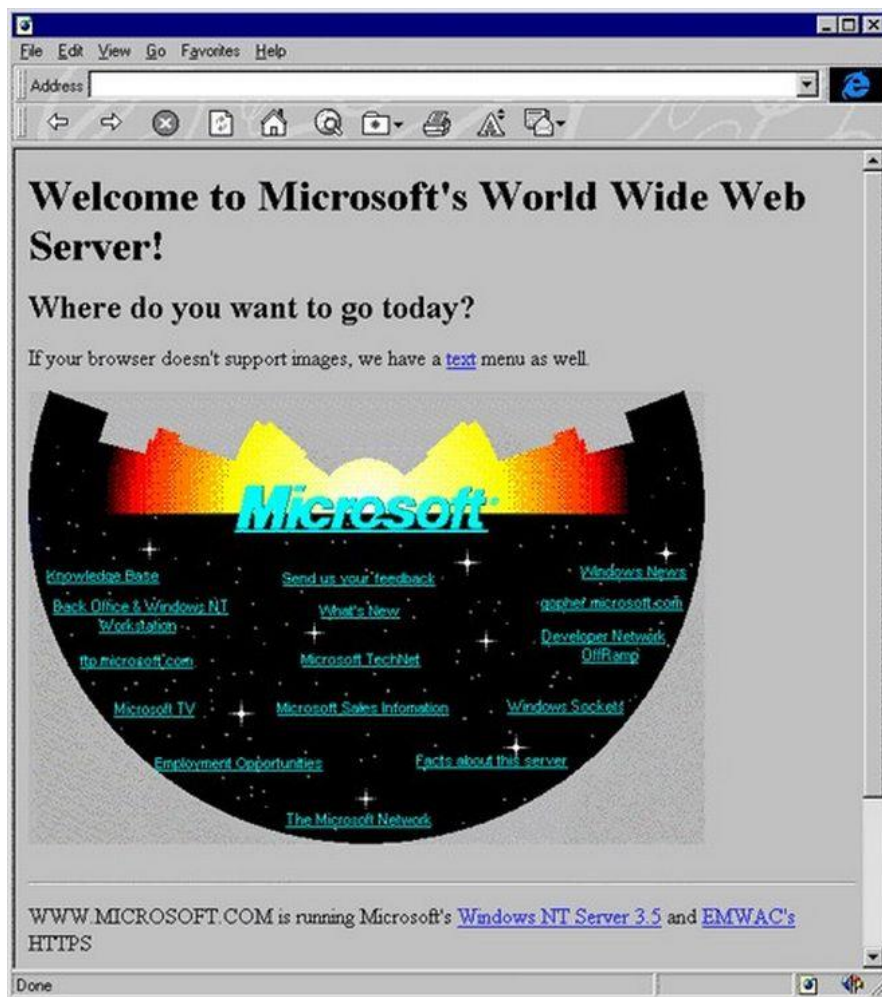 File Edit View Go Favorites Help
Address
Welcome to Microsoft's World Wide Web
Server!
Where do you want to go today?
If your browser doesn't support images, we have a text menu as well.
Microsoft
Knowledge Base
Send us your feedback
Windows News
Back Office & Windows NT
Workstation
What's New
gopher.microsoft.com
Developer Network
OffRamp
ftp.microsoft.com
Microsoft TechNet
Microsoft TV
Microsoft Sales Infomation
Windows Sockets
Employment Opportunities
Facts about this server
The Microsoft Network
WWW.MICROSOFT.COM is running Microsoft's Windows NT Server 3.5 and EMWAC's
HTTPS
Done